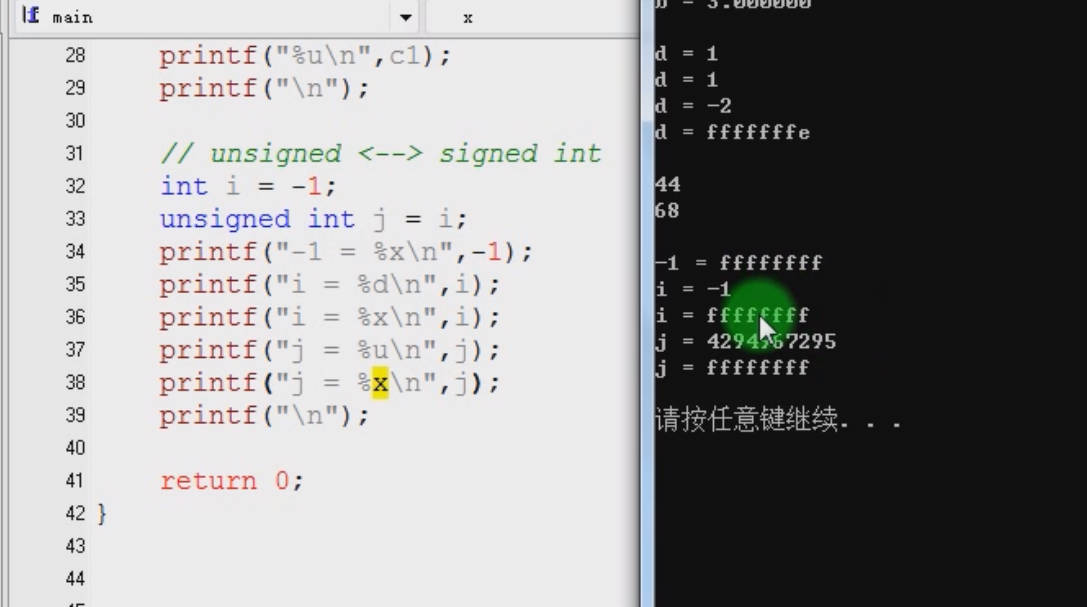 main
x
28 printf("%u\n",c1);
29 printf("\n");
30
31 // unsigned <--> signed int
32 int i = -1;
33 unsigned int j = i;
34 printf("-1 = %x\n",-1);
35 printf("i = %d\n",i);
36 printf("i = %x\n",i);
37 printf("j = %u\n",j);
38 printf("j = %x\n",j);
39 printf("\n");
40
41 return 0;
42 }
43
44
= 3.000000
d = 1
d = 1
d = -2
d = fffffffe
44
68
-1 = ffffffff
i = -1
i = ffffffff
j = 4294967295
j = ffffffff
请按任意键继续. . .